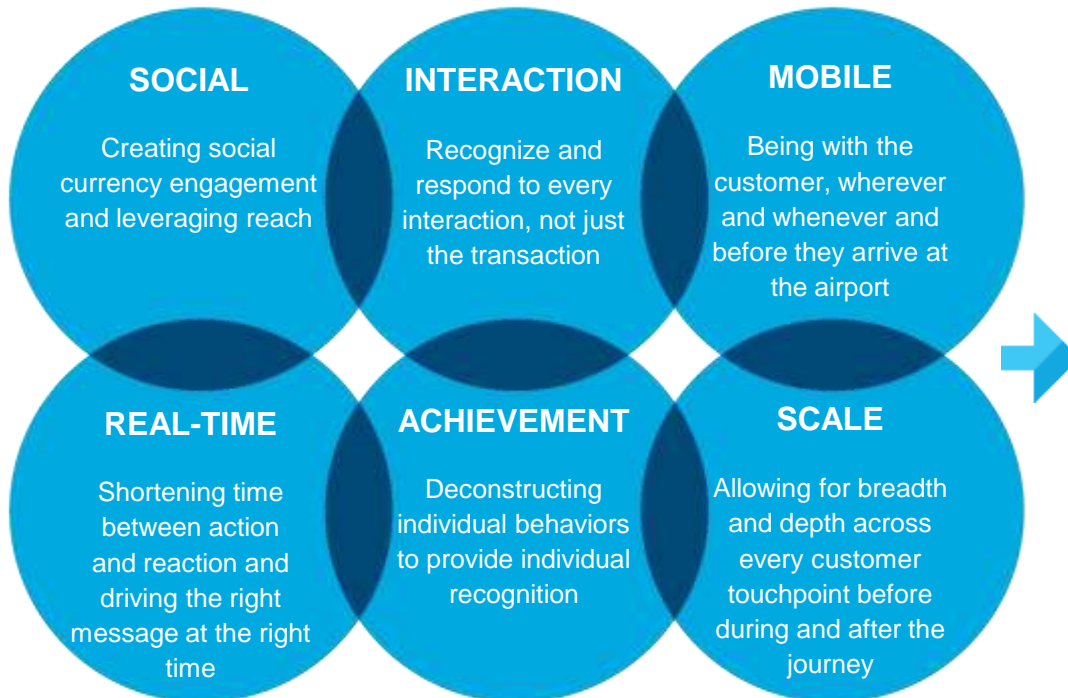 SOCIAL
Creating social
currency engagement
and leveraging reach
INTERACTION
Recognize and
respond to every
interaction, not just
the transaction
MOBILE
Being with the
customer, wherever
and whenever and
before they arrive at
the airport
REAL-TIME
Shortening time
between action
and reaction and
driving the right
message at the right
time
ACHIEVEMENT
Deconstructing
individual behaviors
to provide individual
recognition
SCALE
Allowing for breadth
and depth across
every customer
touchpoint before
during and after the
journey